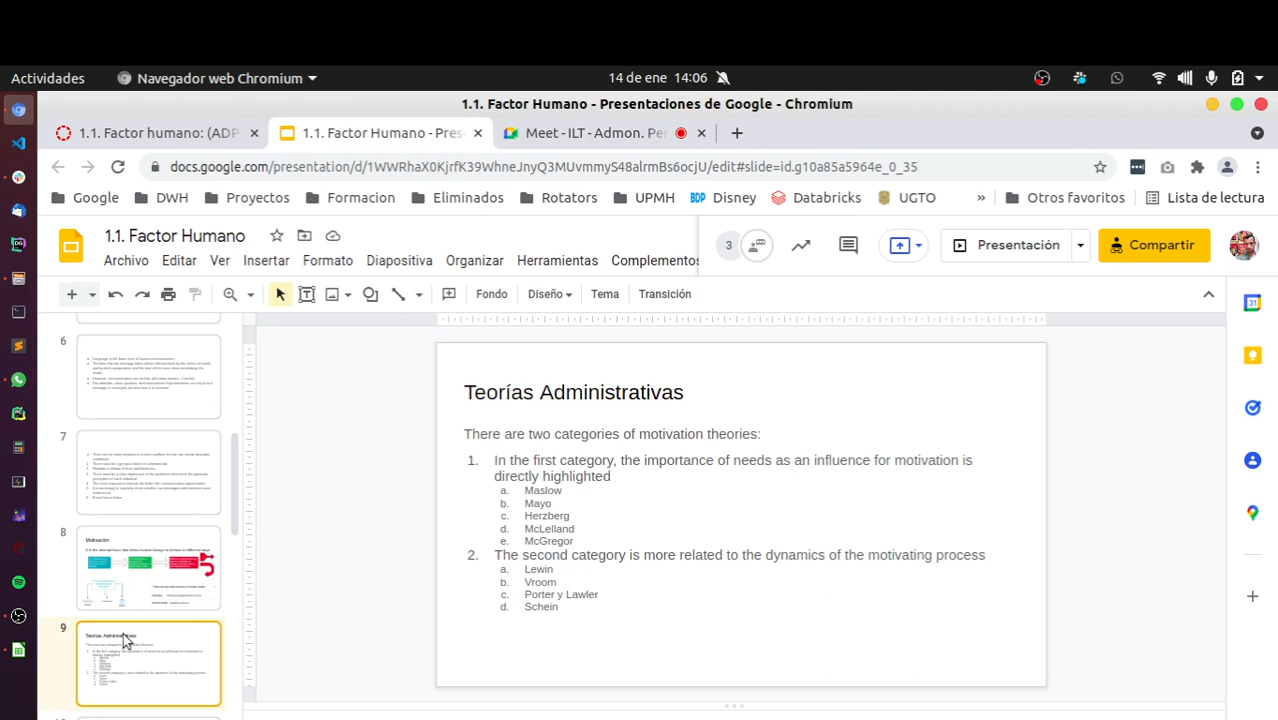 Actividades Navegador web Chromium 14 de ene 14:06
1.1. Factor Humano - Presentaciones de Google - Chromium
1.1. Factor humano: (ADP- 1.1. Factor Humano - Pres Meet - ILT - Admon. Per
docs.google.com/presentation/d/1WWRhaX0KjrfK39WhneJnyQ3MUvmmyS48alrmBs6ocjU/edit#slide=id.g10a85a5964e_0_35
Google DWH Proyectos Formacion Eliminados Rotators UPMH BDP Disney Databricks UGTO » Otros favoritos Lista de lectura
1.1. Factor Humano
3 Presentación Compartir
Archivo Editar Ver Insertar Formato Diapositiva Organizar Herramientas Complementos
Fondo Diseño Tema Transición
31
6
7
8
Motivación
9
Teorías Administrativas
Teorías Administrativas
There are two categories of motivation theories:
1. In the first category, the importance of needs as an influence for motivation is
directly highlighted
a. Maslow
b. Mayo
c. Herzberg
d. McLelland
e. McGregor
2. The second category is more related to the dynamics of the motivating process
a. Lewin
b. Vroom
c. Porter y Lawler
d. Schein